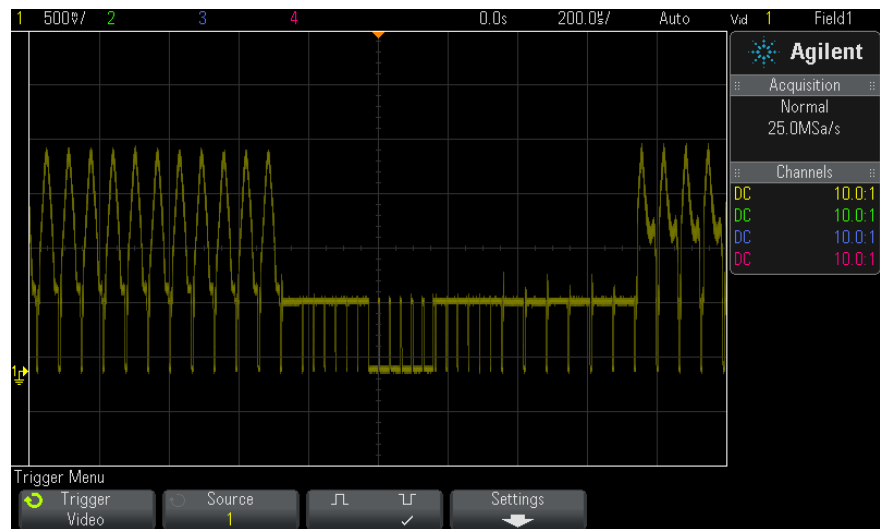 1 500℧/ 2 3 4 0.0s 200.0㎲/ Auto Vid 1 Field1
Agilent
Acquisition
Normal
25.0MSa/s
Channels
DC 10.0:1
DC 10.0:1
DC 10.0:1
DC 10.0:1
1
Trigger Menu
Trigger
Video
Source
1
Settings